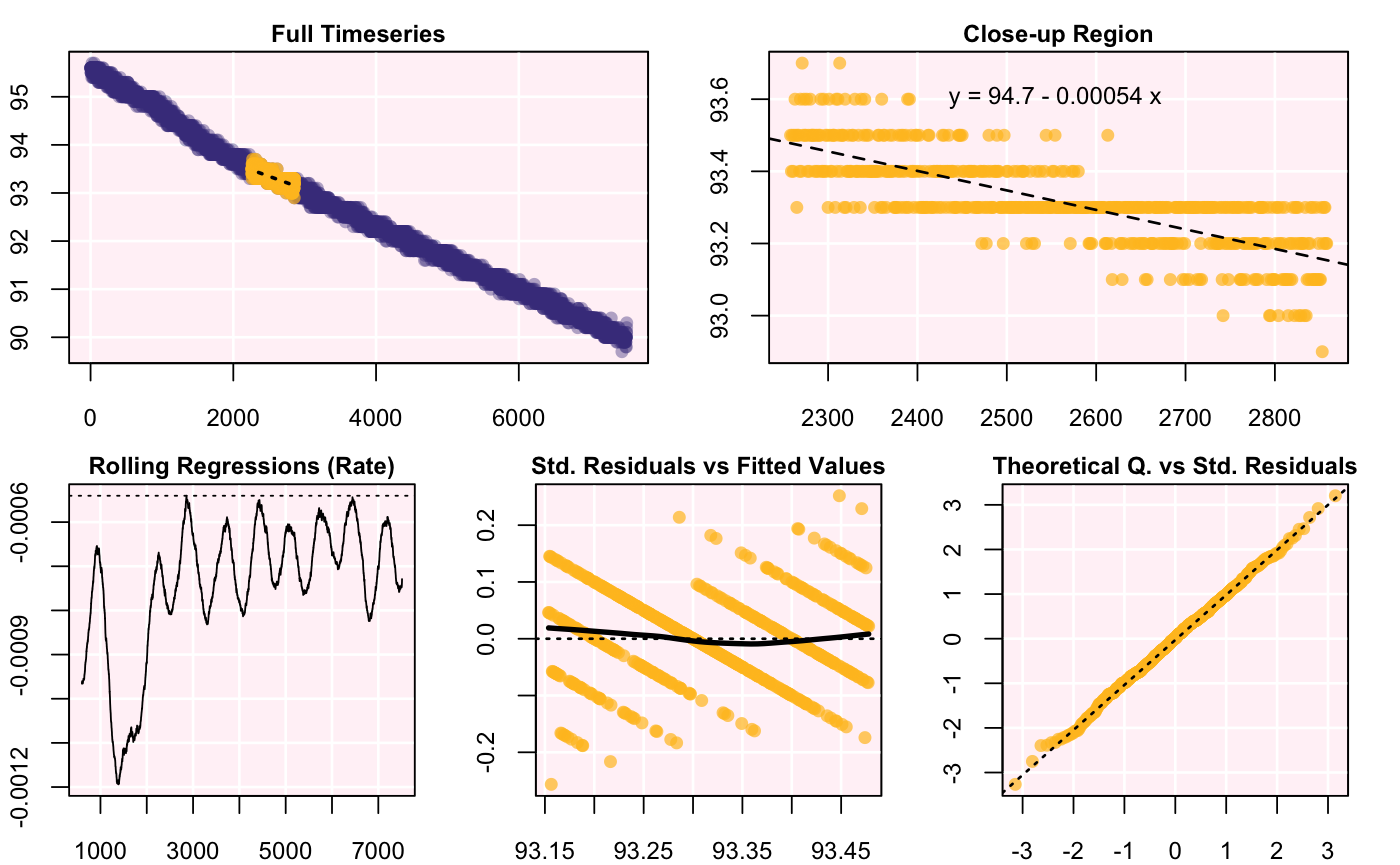 Full Timeseries
95
94
93
92
91
90
0 2000 4000 6000
Close-up Region
y = 94.7 - 0.00054 x
93.6
93.4
93.2
93.0
2300 2400 2500 2600 2700 2800
Rolling Regressions (Rate)
-0.0006
-0.0009
-0.0012
1000 3000 5000 7000
Std. Residuals vs Fitted Values
0.2
0.1
0.0
-0.2
93.15 93.25 93.35 93.45
Theoretical Q. vs Std. Residuals
3
2
1
0
-1
-2
-3
-3 -2 -1 0 1 2 3